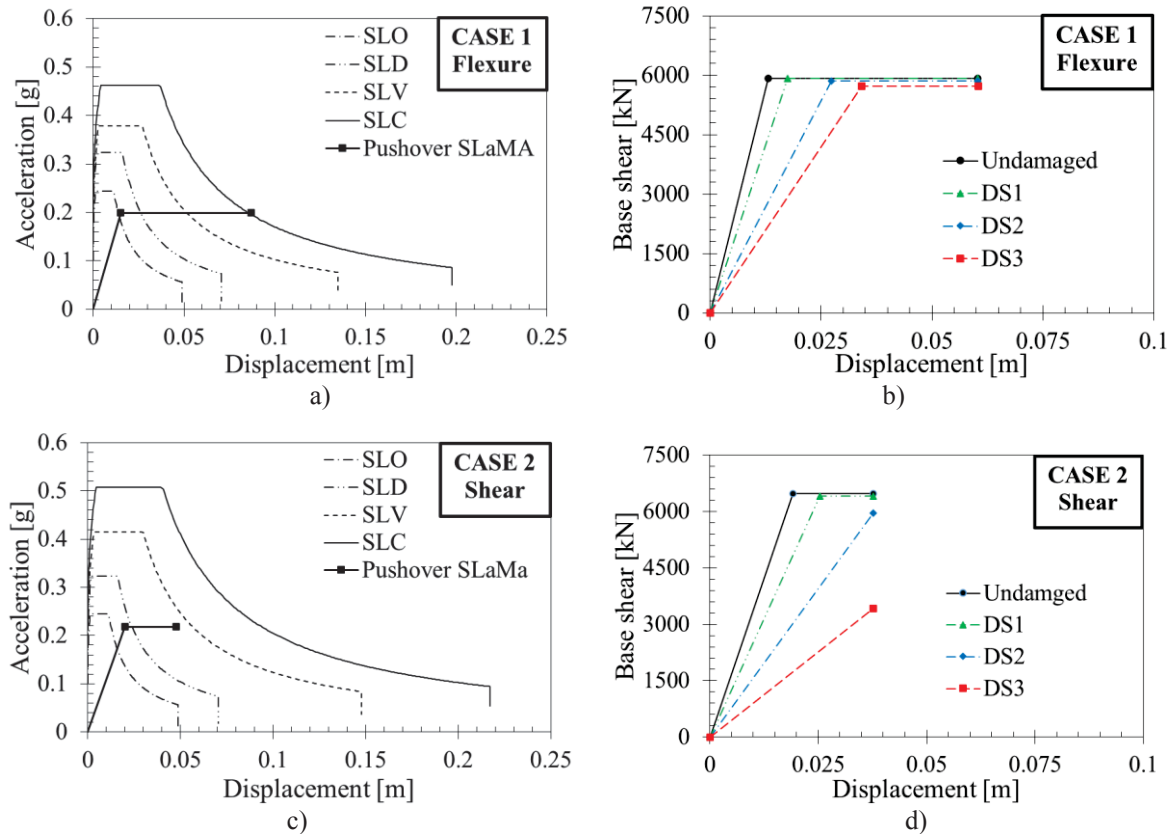 CASE 1
Flexure
SLO
SLD
SLV
SLC
Pushover SLaMA
Acceleration [g]
0.6
0.5
0.4
0.3
0.2
0.1
0
0
0.05
0.1
0.15
0.2
0.25
Displacement [m]
a)
CASE 1
Flexure
Base shear [kN]
7500
6000
4500
3000
1500
0
Undamaged
DS1
DS2
DS3
0
0.025
0.05
0.075
0.1
Displacement [m]
b)
CASE 2
Shear
SLO
SLD
SLV
SLC
Pushover SLaMa
Acceleration [g]
0.6
0.5
0.4
0.3
0.2
0.1
0
0
0.05
0.1
0.15
0.2
0.25
Displacement [m]
c)
CASE 2
Shear
Base shear [kN]
7500
6000
4500
3000
1500
0
Undamged
DS1
DS2
DS3
0
0.025
0.05
0.075
0.1
Displacement [m]
d)